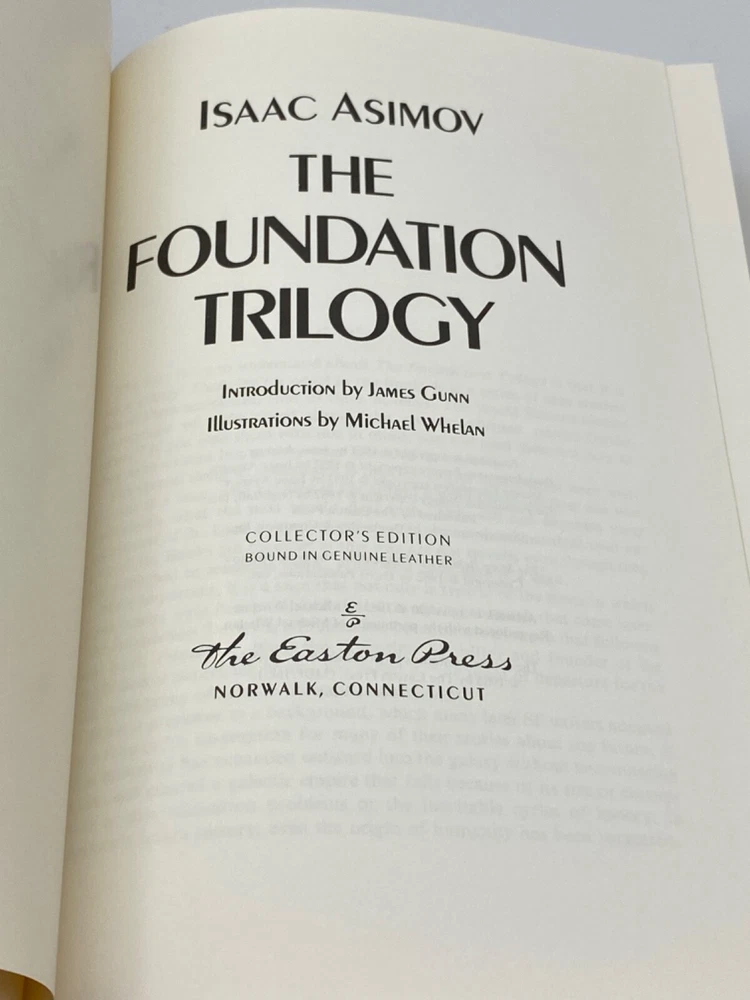 ISAAC ASIMOV
THE
FOUNDATION
TRILOGY
INTRODUCTION by JAMES GUNN
ILLUSTRATIONS by MICHAEL WHELAN
COLLECTOR'S EDITION
BOUND IN GENUINE LEATHER
E
P
The Easton Press
NORWALK, CONNECTICUT